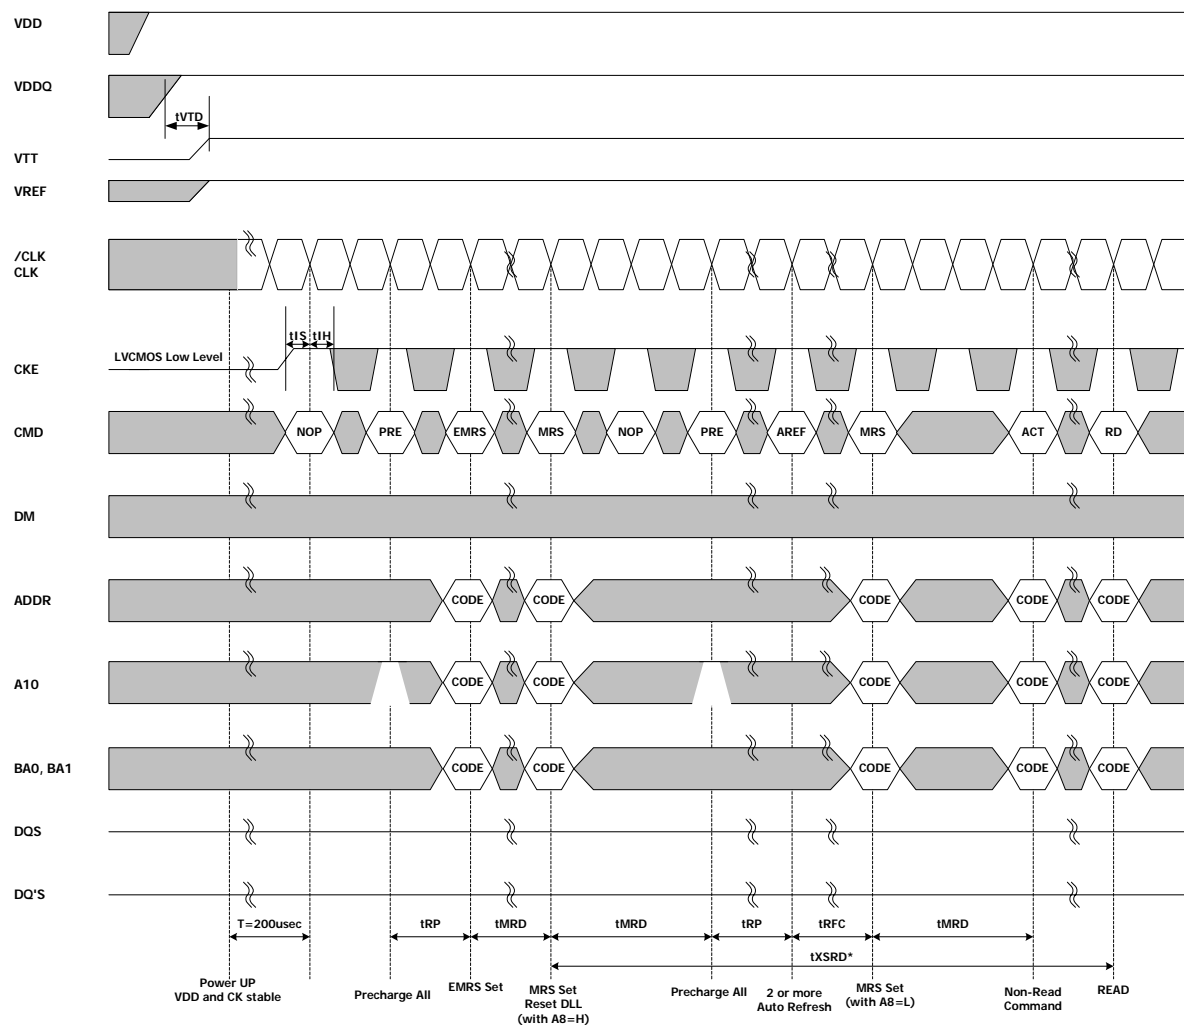 VDD
VDDQ
tVTD
VTT
VREF
/CLK
CLK
tIS tIH
LVCMOS Low Level
CKE
CMD NOP PRE EMRS MRS NOP PRE AREF MRS ACT RD
DM
ADDR CODE CODE CODE CODE CODE
A10 CODE CODE CODE CODE CODE
BA0, BA1 CODE CODE CODE CODE CODE
DQS
DQ'S
T=200usec tRP tMRD tMRD tRP tRFC tMRD
tXSRD*
Power UP
VDD and CK stable
Precharge All
EMRS Set
MRS Set
Reset DLL
(with A8=H)
Precharge All
2 or more
Auto Refresh
MRS Set
(with A8=L)
Non-Read
Command
READ